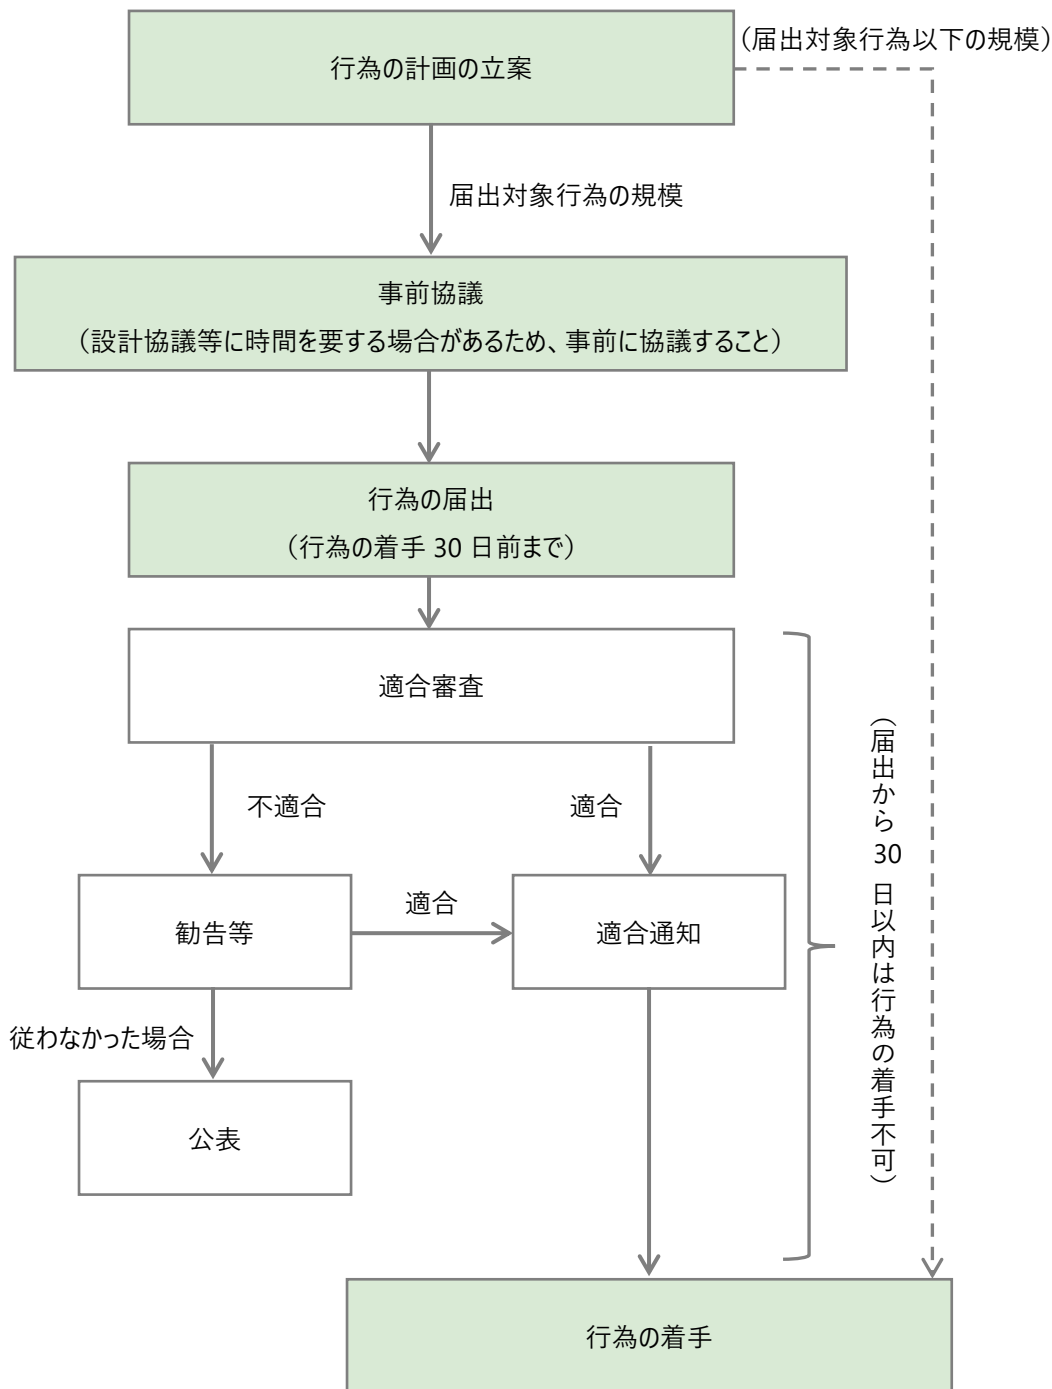 行為の計画の立案
（届出対象行為以下の規模）
届出対象行為の規模
事前協議
（設計協議等に時間を要する場合があるため、事前に協議すること）
行為の届出
（行為の着手 30 日前まで）
適合審査
不適合
適合
勧告等
適合
適合通知
従わなかった場合
公表
（届出から 30 日以内は行為の着手不可）
行為の着手